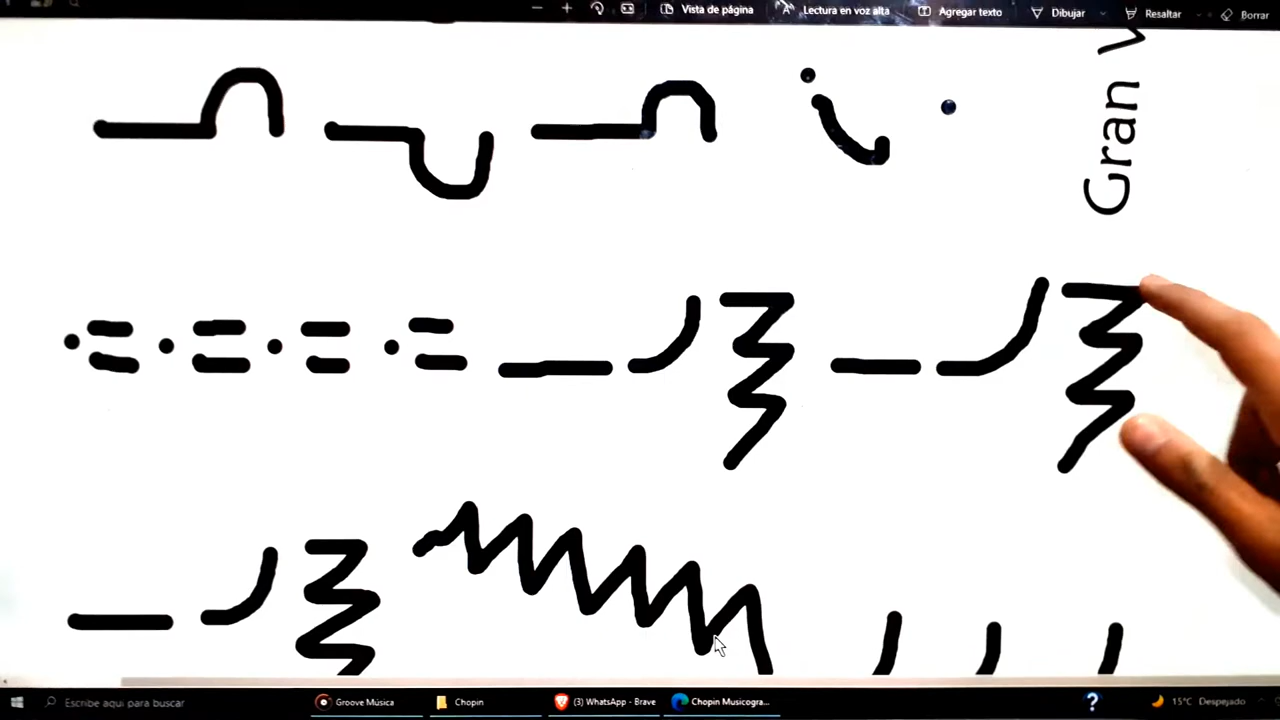 Vista de página
Lectura en voz alta
Agregar texto
Dibujar
Resaltar
Borrar
Gran
Escribe aquí para buscar
Groove Música
Chopin
(3) WhatsApp - Brave
Chopin Musicogra...
15°C Despejado